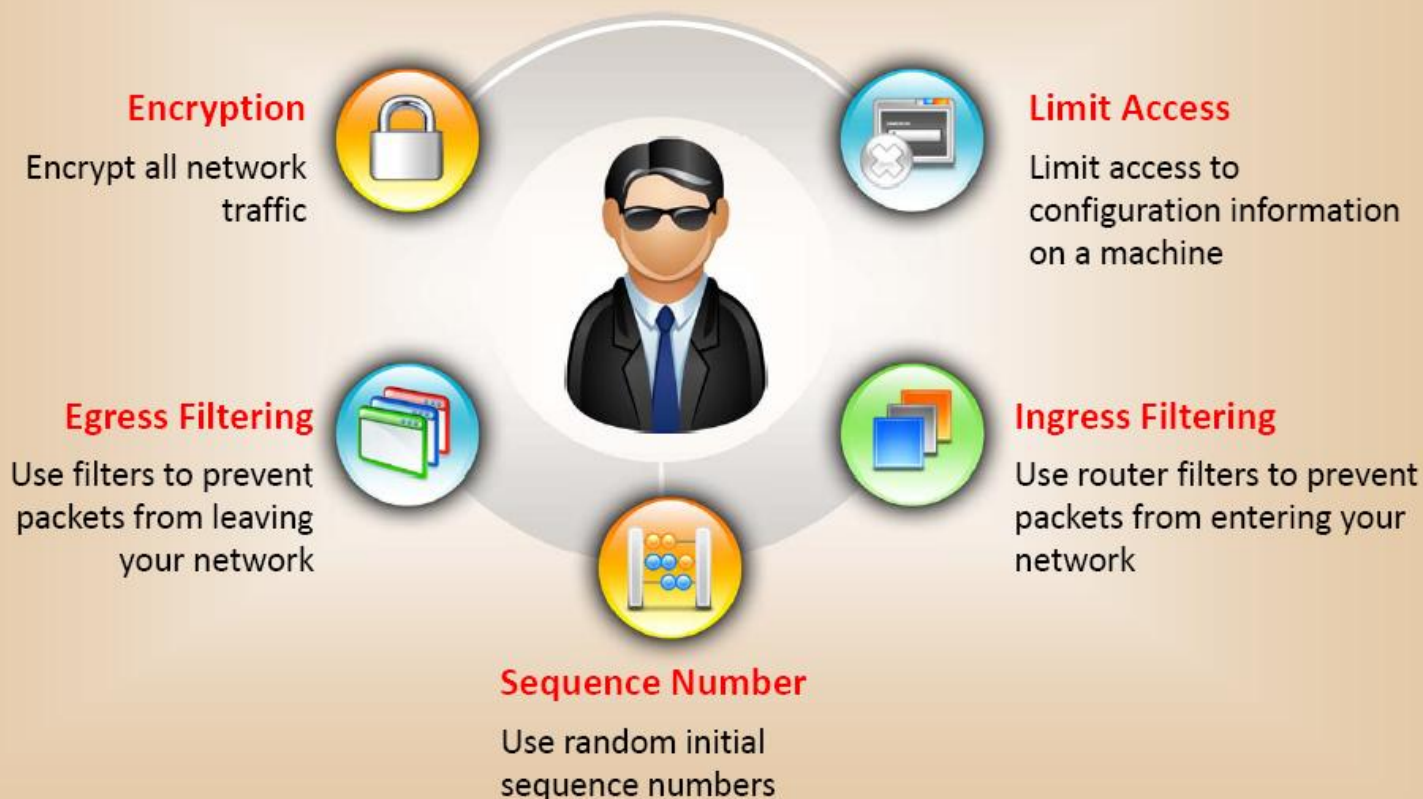 Encryption
Encrypt all network
traffic
Limit Access
Limit access to
configuration information
on a machine
Egress Filtering
Use filters to prevent
packets from leaving
your network
Ingress Filtering
Use router filters to prevent
packets from entering your
network
Sequence Number
Use random initial
sequence numbers